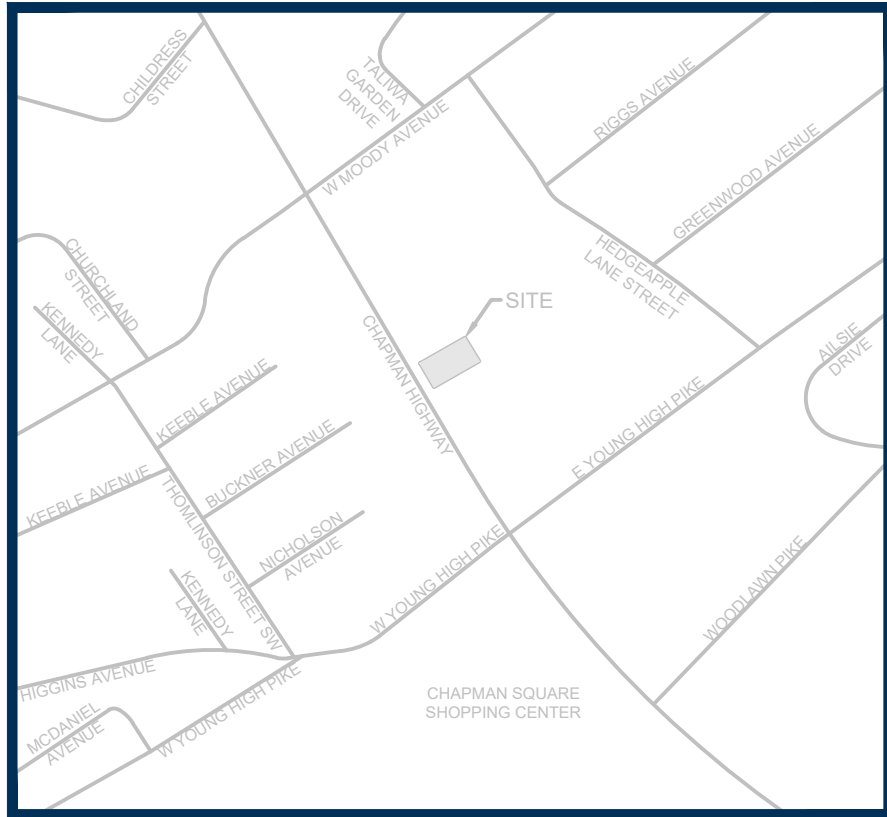 CHILDRESS
STREET
TALIWA
GARDEN
DRIVE
W MOODY AVENUE
RIGGS AVENUE
GREENWOOD AVENUE
CHURCHLAND
STREET
HEDGEAPPLE
LANE STREET
KENNEDY
LANE
SITE
CHAPMAN HIGHWAY
AILSIE
DRIVE
KEEBLE AVENUE
E YOUNG HIGH PIKE
BUCKNER AVENUE
KEEBLE AVENUE
THOMLINSON STREET SW
NICHOLSON
AVENUE
W YOUNG HIGH PIKE
WOODLAWN PIKE
KENNEDY
LANE
HIGGINS AVENUE
W YOUNG HIGH PIKE
CHAPMAN SQUARE
SHOPPING CENTER
MCDANIEL
AVENUE